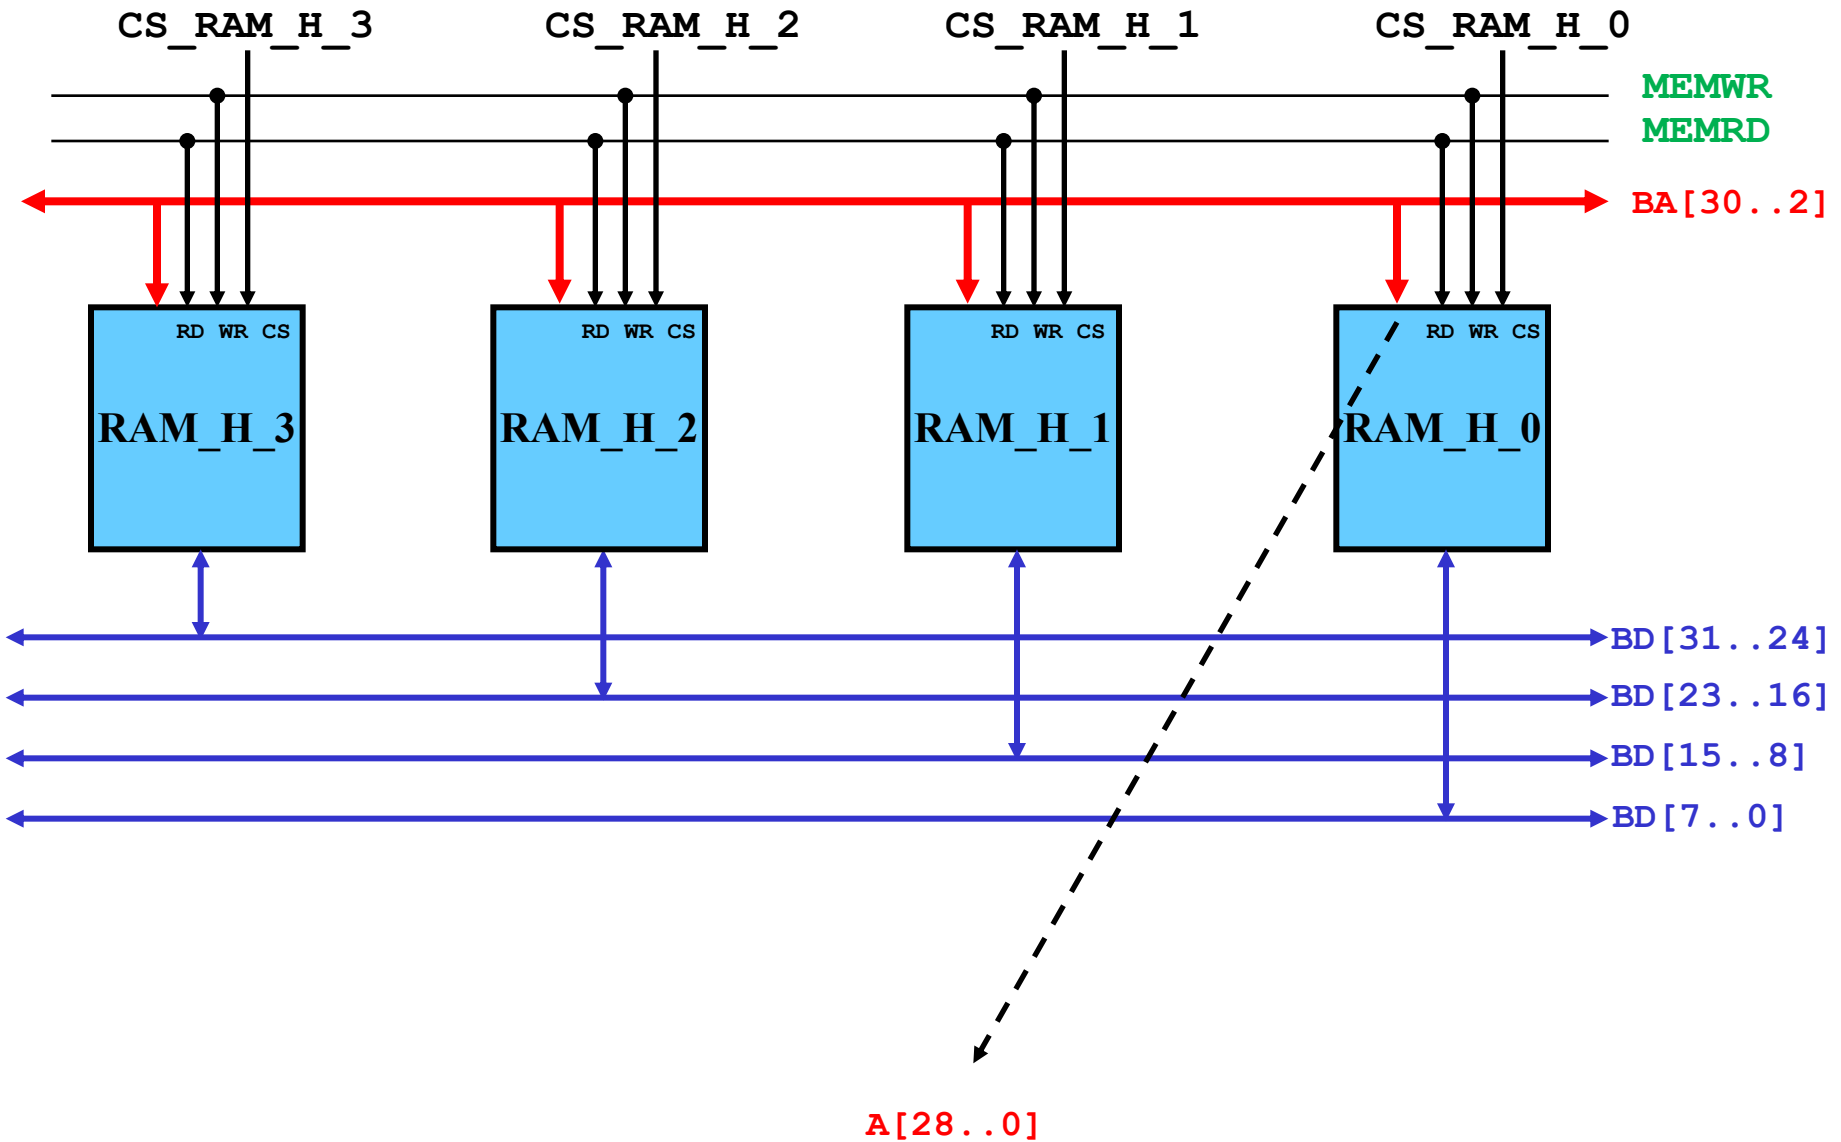 CS_RAM_H_3 CS_RAM_H_2 CS_RAM_H_1 CS_RAM_H_0
MEMWR
MEMRD
BA[30..2]
RD WR CS RD WR CS RD WR CS RD WR CS
RAM_H_3 RAM_H_2 RAM_H_1 RAM_H_0
BD[31..24]
BD[23..16]
BD[15..8]
BD[7..0]
A[28..0]